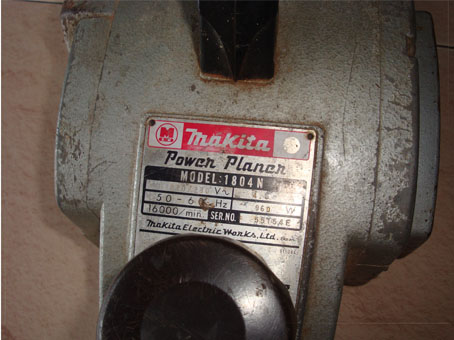 M
makita
Power Planer
MODEL:1804N
V~
50-60 Hz 960 W
16000/min. SER.NO.
Makita Electric Works, Ltd.